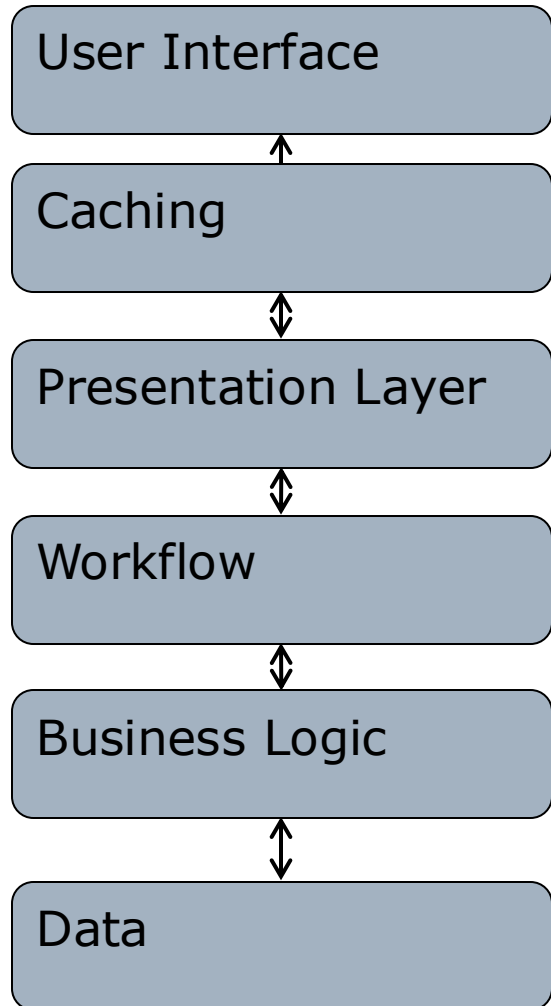 User Interface
Caching
Presentation Layer
Workflow
Business Logic
Data